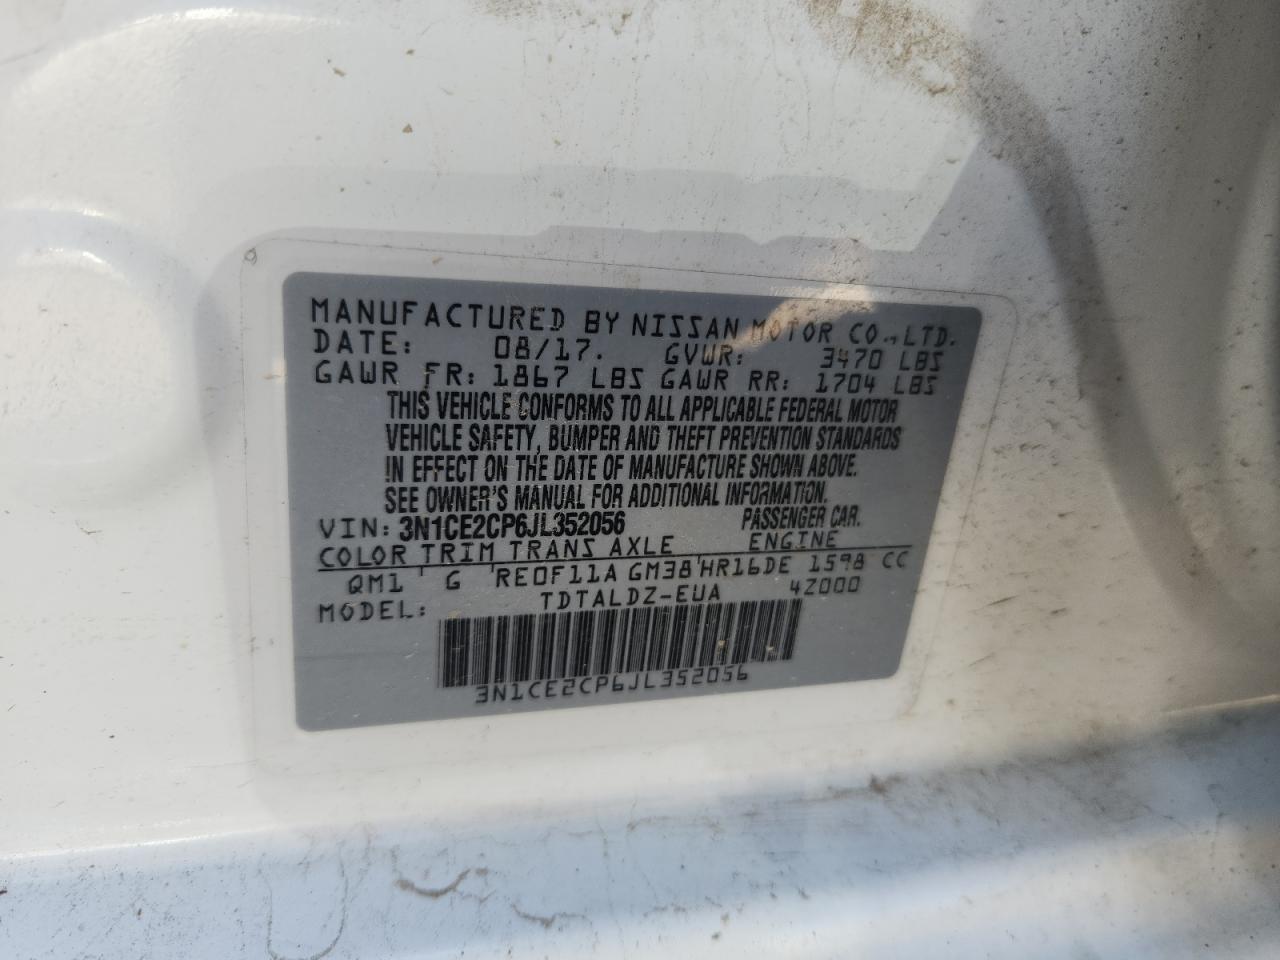 MANUFACTURED BY NISSAN MOTOR CO.,LTD.
DATE: 08/17. GVWR: 3470 LBS
GAWR FR: 1867 LBS GAWR RR: 1704 LBS
THIS VEHICLE CONFORMS TO ALL APPLICABLE FEDERAL MOTOR
VEHICLE SAFETY, BUMPER AND THEFT PREVENTION STANDARDS
IN EFFECT ON THE DATE OF MANUFACTURE SHOWN ABOVE.
SEE OWNER'S MANUAL FOR ADDITIONAL INFORMATION.
VIN: 3N1CE2CP6JL352056 PASSENGER CAR.
COLOR TRIM TRANS AXLE ENGINE
QM1 G RE0F11A GM38 HR16DE 1598 CC
MODEL: TDTALDZ-EUA 4Z000
3N1CE2CP6JL352056